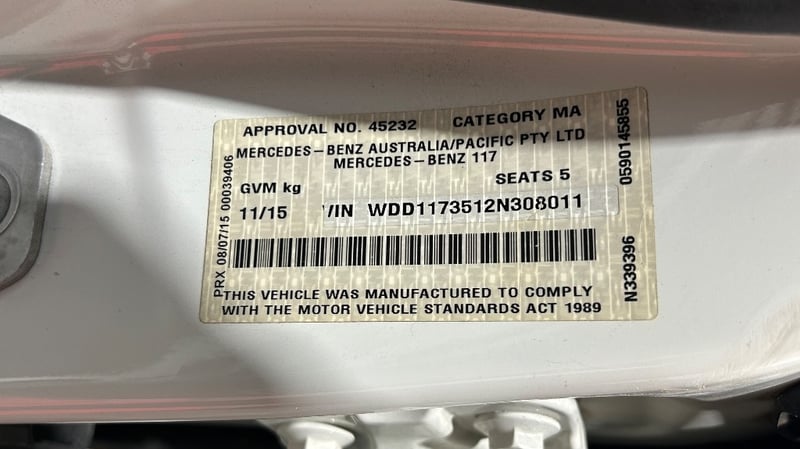 APPROVAL NO. 45232 CATEGORY MA
MERCEDES-BENZ AUSTRALIA/PACIFIC PTY LTD
MERCEDES-BENZ 117
GVM kg SEATS 5
11/15 VIN WDD1173512N308011
THIS VEHICLE WAS MANUFACTURED TO COMPLY
WITH THE MOTOR VEHICLE STANDARDS ACT 1989
PRX 08/07/15 00039406
N339396 0590145855